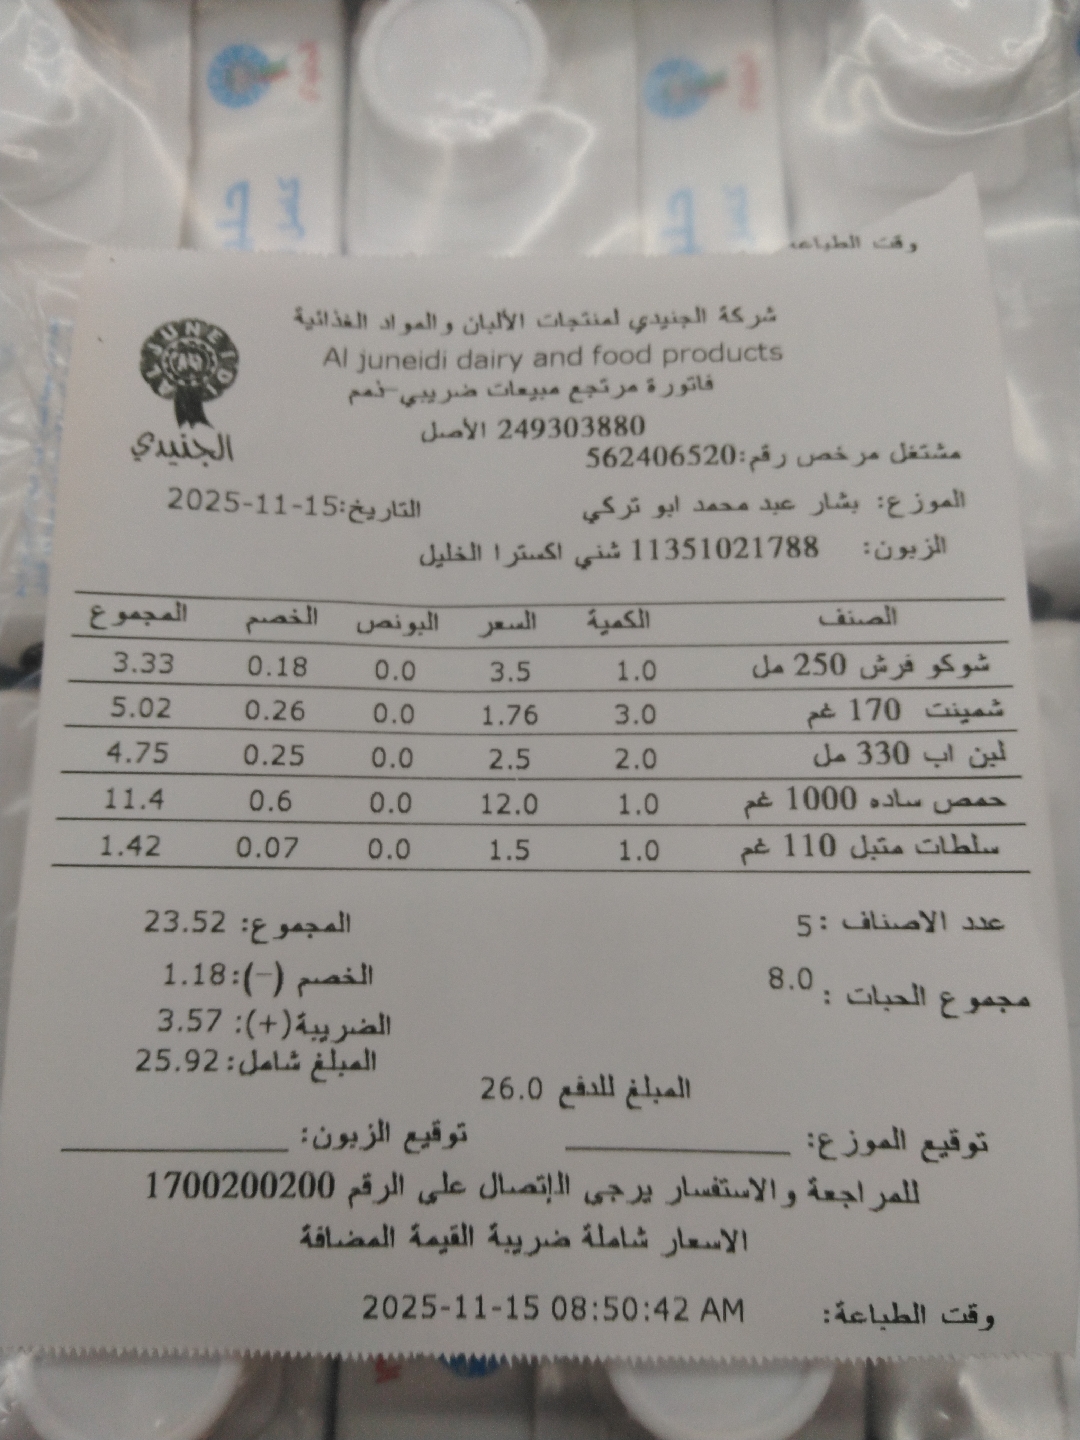 وقت الطباعة
شركة الجنيدي لمنتجات الألبان والمواد الغذائية
Al juneidi dairy and food products
فاتورة مرتجع مبيعات ضريبي-ذمم
249303880 الأصل
مشتغل مرخص رقم:562406520
AL JUNEIDI
الجنيدي
الموزع: بشار عبد محمد ابو تركي التاريخ:2025-11-15
الزبون: 11351021788 شني اكسترا الخليل
الصنف الكمية السعر البونص الخصم المجموع
شوكو فرش 250 مل 1.0 3.5 0.0 0.18 3.33
شمينت 170 غم 3.0 1.76 0.0 0.26 5.02
لبن اب 330 مل 2.0 2.5 0.0 0.25 4.75
حمص ساده 1000 غم 1.0 12.0 0.0 0.6 11.4
سلطات متبل 110 غم 1.0 1.5 0.0 0.07 1.42
عدد الاصناف :5 المجموع: 23.52
مجموع الحبات : 8.0 الخصم (-):1.18
الضريبة(+): 3.57
المبلغ شامل: 25.92
المبلغ للدفع 26.0
توقيع الموزع: توقيع الزبون:
للمراجعة والاستفسار يرجى الإتصال على الرقم 1700200200
الاسعار شاملة ضريبة القيمة المضافة
وقت الطباعة: 2025-11-15 08:50:42 AM